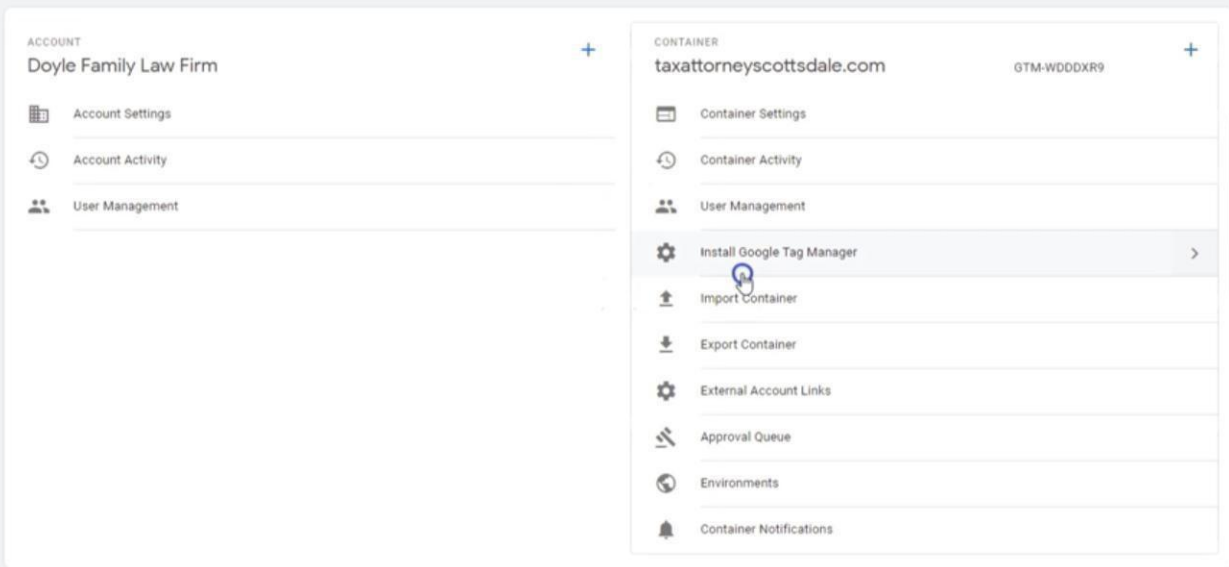 ACCOUNT
Doyle Family Law Firm
Account Settings
Account Activity
User Management
CONTAINER
taxattorneyscottsdale.com GTM-WDDDXR9
Container Settings
Container Activity
User Management
Install Google Tag Manager
Import Container
Export Container
External Account Links
Approval Queue
Environments
Container Notifications